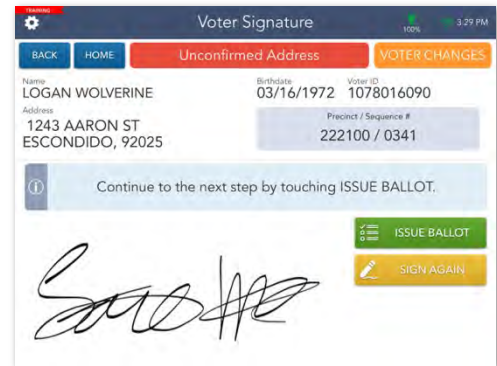 TRAINING
Voter Signature
100%
3:29 PM
BACK
HOME
Unconfirmed Address
VOTER CHANGES
Name
LOGAN WOLVERINE
Birthdate
03/16/1972
Voter ID
1078016090
Address
1243 AARON ST
ESCONDIDO, 92025
Precinct / Sequence #
222100 / 0341
Continue to the next step by touching ISSUE BALLOT.
ISSUE BALLOT
SIGN AGAIN